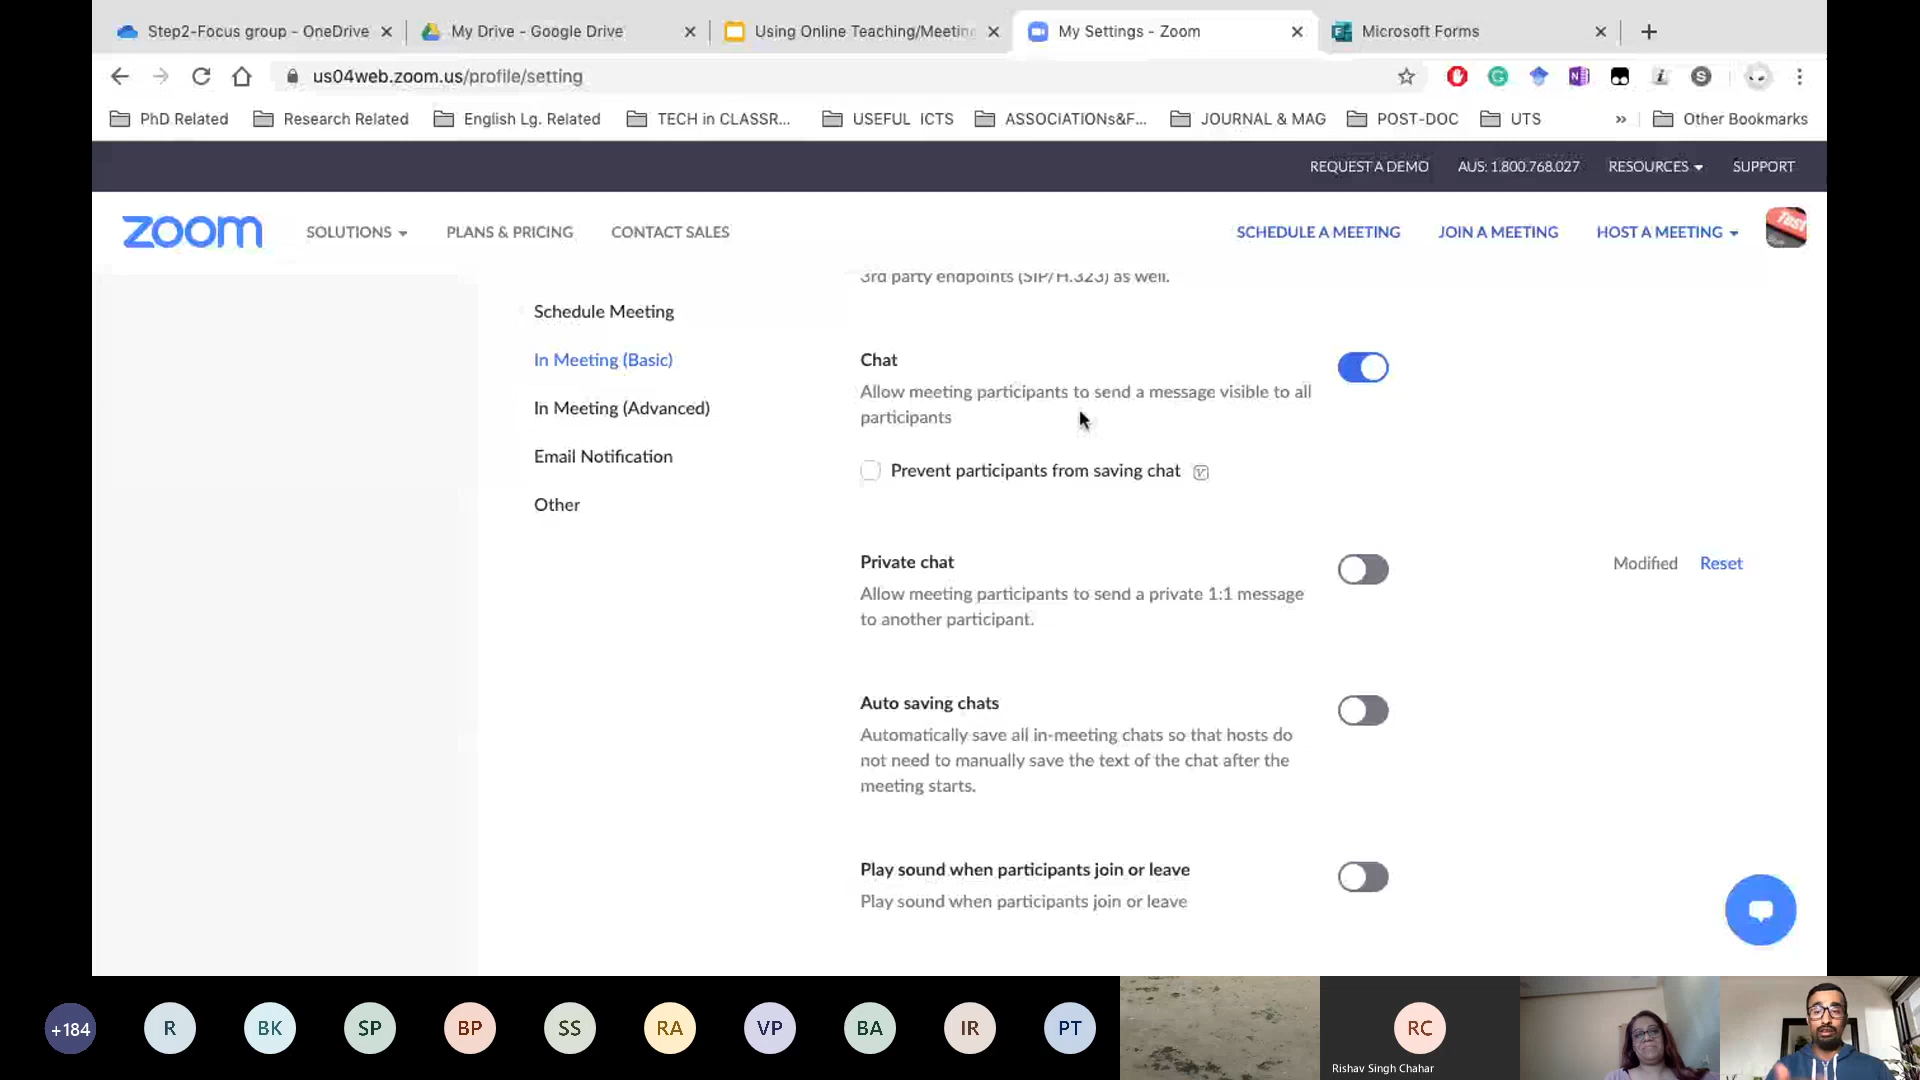 Step2-Focus group - OneDrive
My Drive - Google Drive
Using Online Teaching/Meeting
My Settings - Zoom
Microsoft Forms
us04web.zoom.us/profile/setting
PhD Related
Research Related
English Lg. Related
TECH in CLASSR...
USEFUL ICTS
ASSOCIATIONs&F...
JOURNAL & MAG
POST-DOC
UTS
»
Other Bookmarks
REQUEST A DEMO
AUS: 1.800.768.027
RESOURCES
SUPPORT
zoom
SOLUTIONS
PLANS & PRICING
CONTACT SALES
SCHEDULE A MEETING
JOIN A MEETING
HOST A MEETING
Test
3rd party endpoints (SIP/H.323) as well.
Schedule Meeting
In Meeting (Basic)
In Meeting (Advanced)
Email Notification
Other
Chat
Allow meeting participants to send a message visible to all
participants
Prevent participants from saving chat
Private chat
Modified
Reset
Allow meeting participants to send a private 1:1 message
to another participant.
Auto saving chats
Automatically save all in-meeting chats so that hosts do
not need to manually save the text of the chat after the
meeting starts.
Play sound when participants join or leave
Play sound when participants join or leave
+184
R
BK
SP
BP
SS
RA
VP
BA
IR
PT
RC
Rishav Singh Chahar